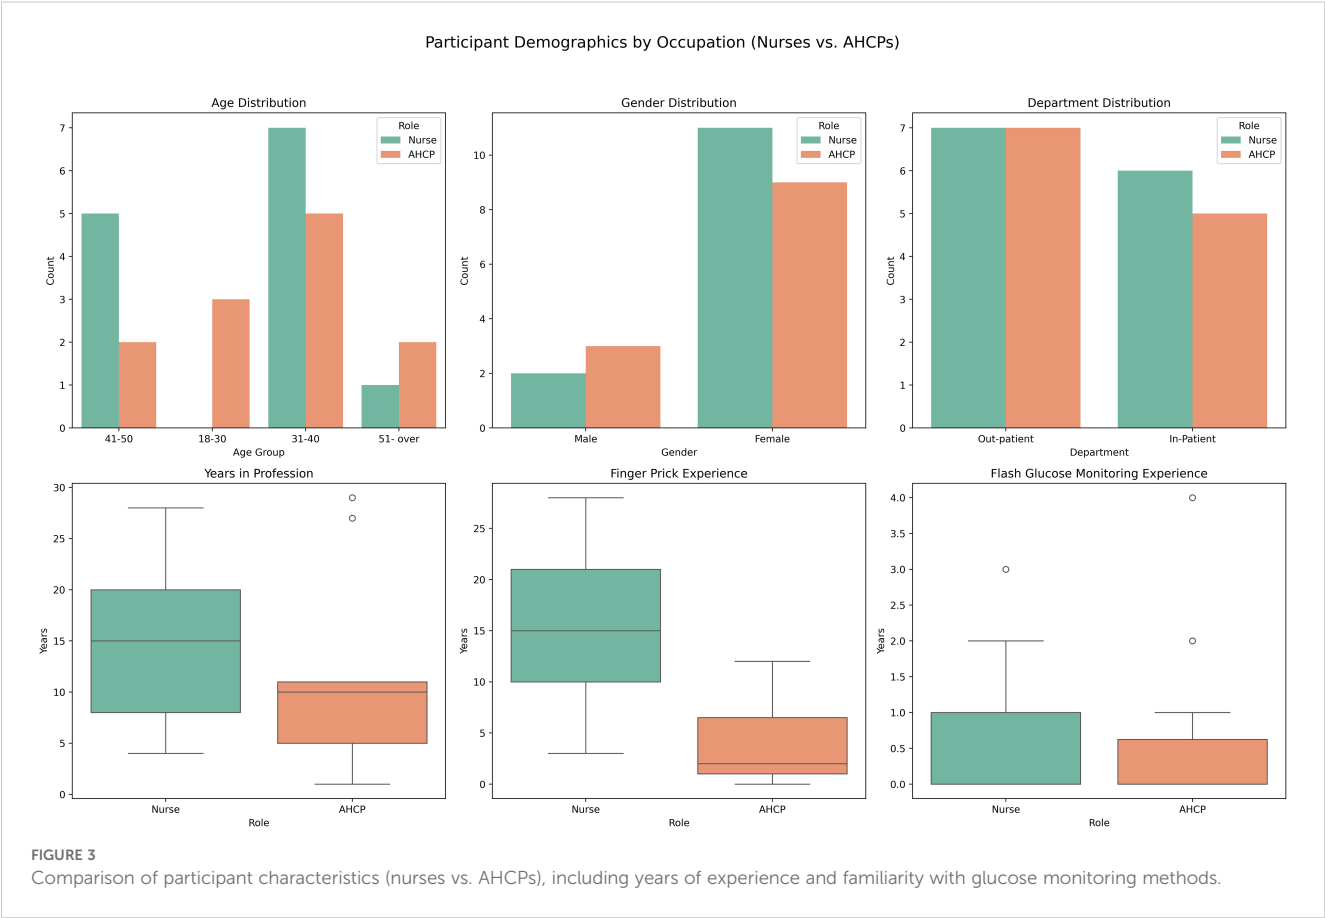 Participant Demographics by Occupation (Nurses vs. AHCPs)
Age Distribution
Count
7
6
5
4
3
2
1
0
Role
Nurse
AHCP
41-50
18-30
31-40
51- over
Age Group
Gender Distribution
Count
10
8
6
4
2
0
Role
Nurse
AHCP
Male
Female
Gender
Department Distribution
Count
7
6
5
4
3
2
1
0
Role
Nurse
AHCP
Out-patient
In-Patient
Department
Years in Profession
Years
30
25
20
15
10
5
0
Nurse
AHCP
Role
Finger Prick Experience
Years
25
20
15
10
5
0
Nurse
AHCP
Role
Flash Glucose Monitoring Experience
Years
4.0
3.5
3.0
2.5
2.0
1.5
1.0
0.5
0.0
Nurse
AHCP
Role
FIGURE 3
Comparison of participant characteristics (nurses vs. AHCPs), including years of experience and familiarity with glucose monitoring methods.